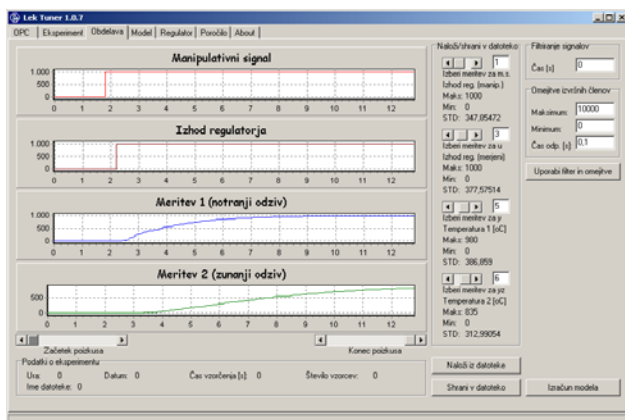 Lek Tuner 1.0.7
OPC Eksperiment Obdelava Model Regulator Poročilo About
Manipulativni signal
1.000
500
0
0 1 2 3 4 5 6 7 8 9 10 11 12
Izhod regulatorja
1.000
500
0
0 1 2 3 4 5 6 7 8 9 10 11 12
Meritev 1 (notranji odziv)
1.000
500
0
0 1 2 3 4 5 6 7 8 9 10 11 12
Meritev 2 (zunanji odziv)
500
0
0 1 2 3 4 5 6 7 8 9 10 11 12
Začetek poizkusa Konec poizkusa
Podatki o eksperimentu
Ura: 0 Datum: 0 Čas vzorčenja [s]: 0 Število vzorcev: 0
Ime datoteke: 0
Naloži/shrani v datoteko
1
Izberi meritev za m.s.
Izhod reg. (manip.)
Maks: 1000
Min: 0
STD: 347,85472
3
Izberi meritev za u
Izhod reg. (merjeni)
Maks: 1000
Min: 0
STD: 377,57514
5
Izberi meritev za y
Temperatura 1 [oC]
Maks: 980
Min: 0
STD: 386,859
6
Izberi meritev za yz
Temperatura 2 [oC]
Maks: 835
Min: 0
STD: 312,99054
Naloži iz datoteke
Shrani v datoteko
Filtriranje signalov
Čas [s] 0
Omejitve izvršnih členov
Maksimum: 10000
Minimum: 0
Čas odp. [s] 0,1
Uporabi filter in omejitve
Izračun modela